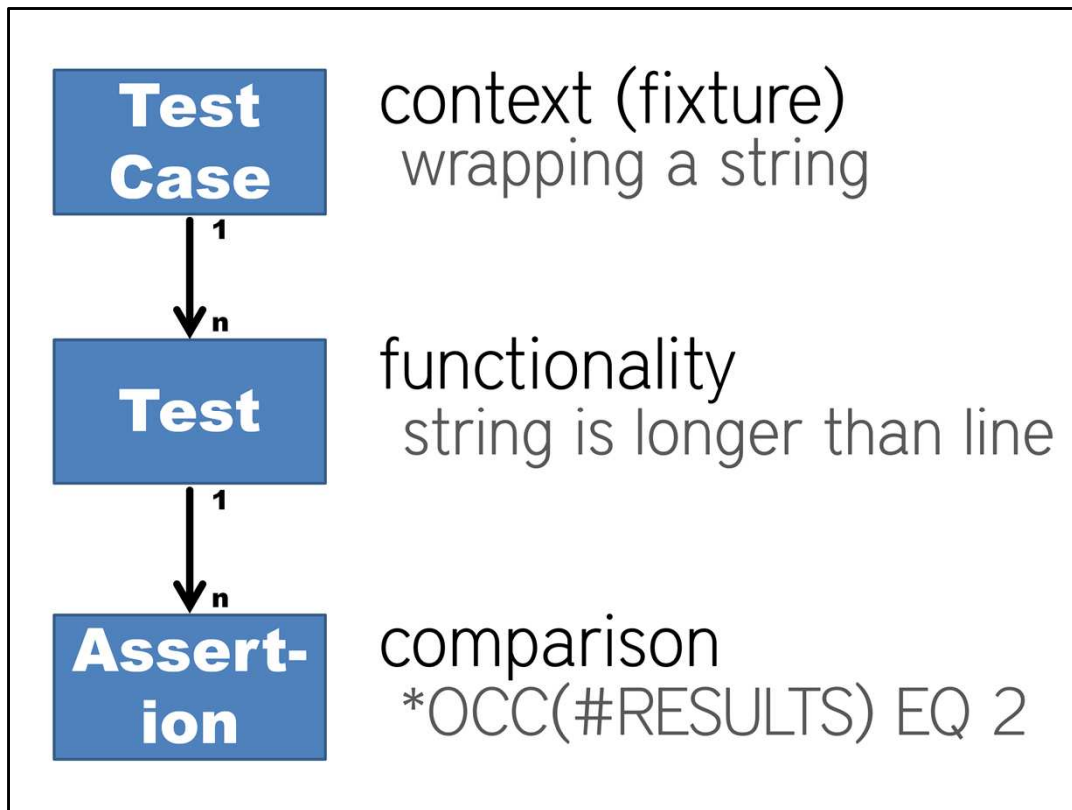 Test
Case
context (fixture)
wrapping a string
1
n
Test
functionality
string is longer than line
1
n
Assert-
ion
comparison
*OCC(#RESULTS) EQ 2